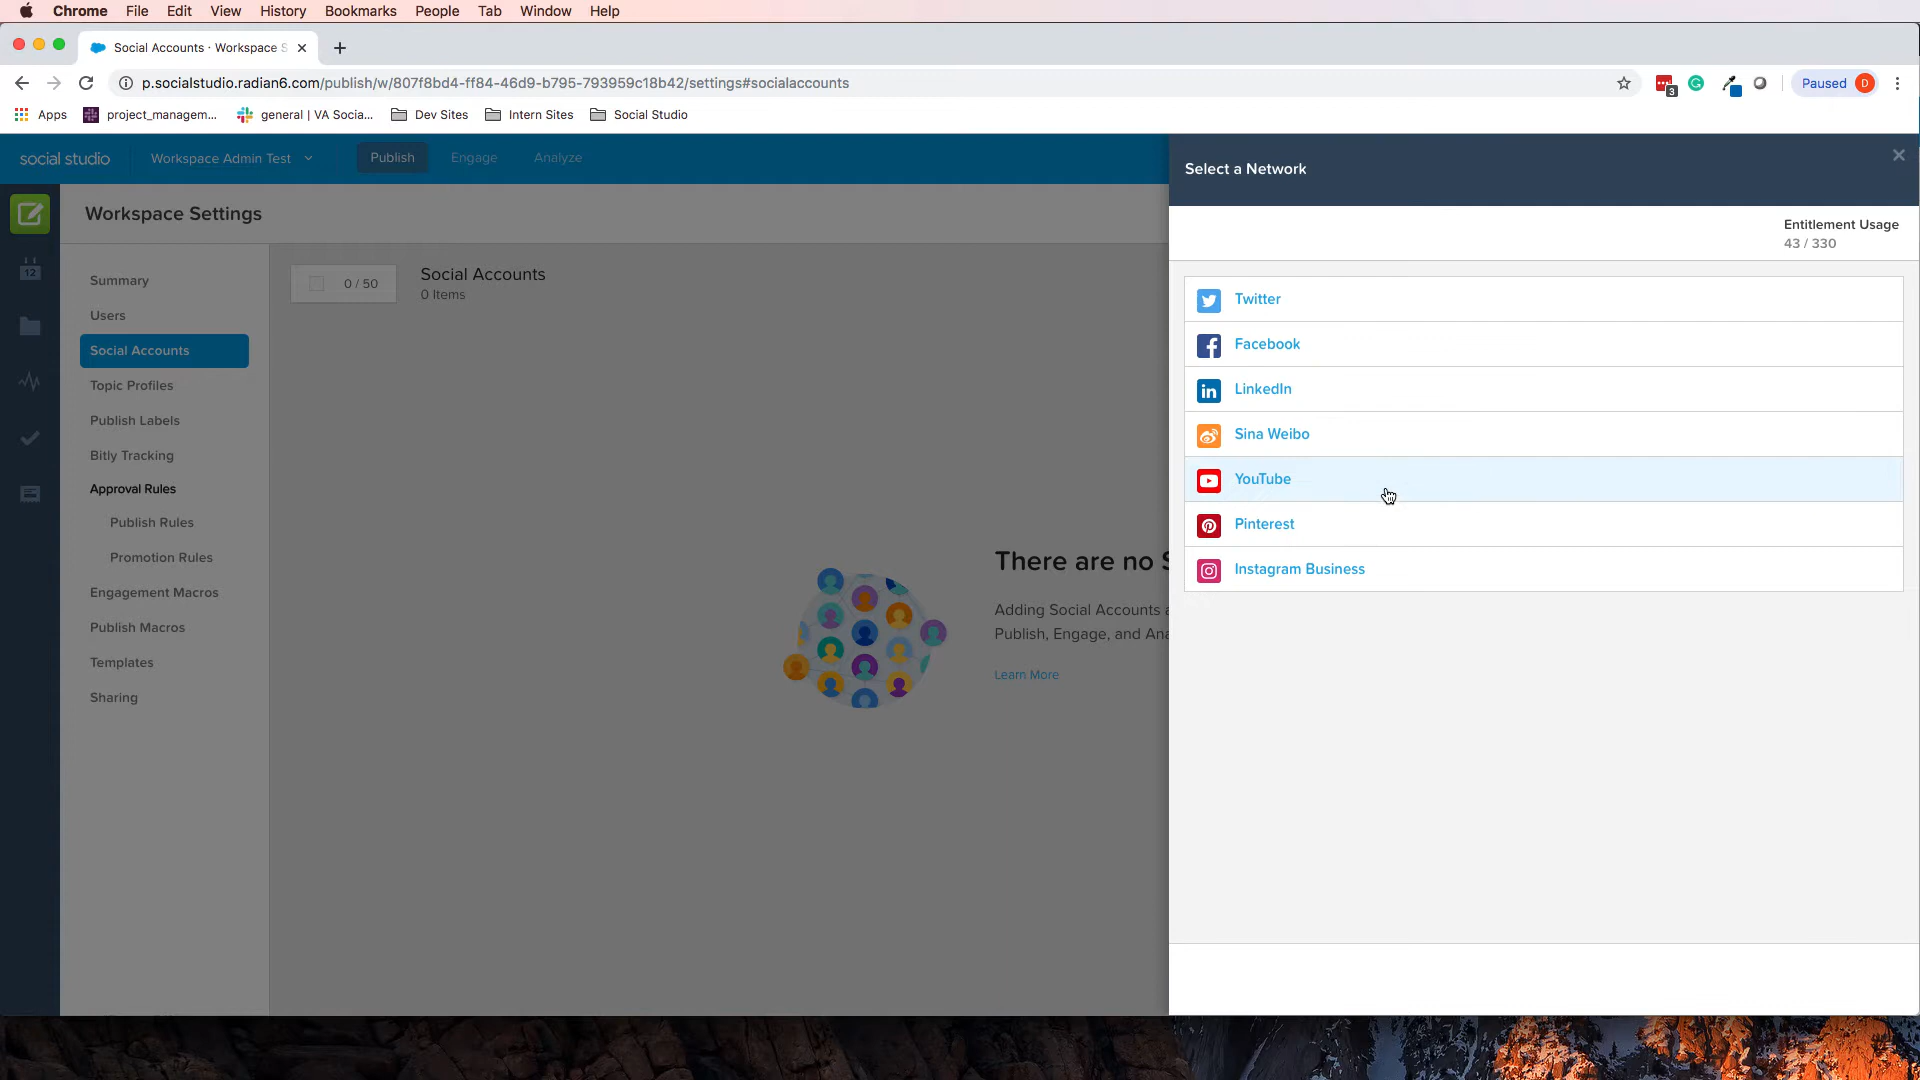 Chrome File Edit View History Bookmarks People Tab Window Help
Social Accounts · Workspace S
p.socialstudio.radian6.com/publish/w/807f8bd4-ff84-46d9-b795-793959c18b42/settings#socialaccounts
3
Paused D
Apps project_managem... general | VA Socia... Dev Sites Intern Sites Social Studio
social studio Workspace Admin Test Publish Engage Analyze
Select a Network
Workspace Settings
Entitlement Usage
43 / 330
12
Summary
Users
Social Accounts
Topic Profiles
Publish Labels
Bitly Tracking
Approval Rules
Publish Rules
Promotion Rules
Engagement Macros
Publish Macros
Templates
Sharing
0 / 50
Social Accounts
0 Items
There are no S
Adding Social Accounts a
Publish, Engage, and Ana
Learn More
Twitter
Facebook
LinkedIn
Sina Weibo
YouTube
Pinterest
Instagram Business